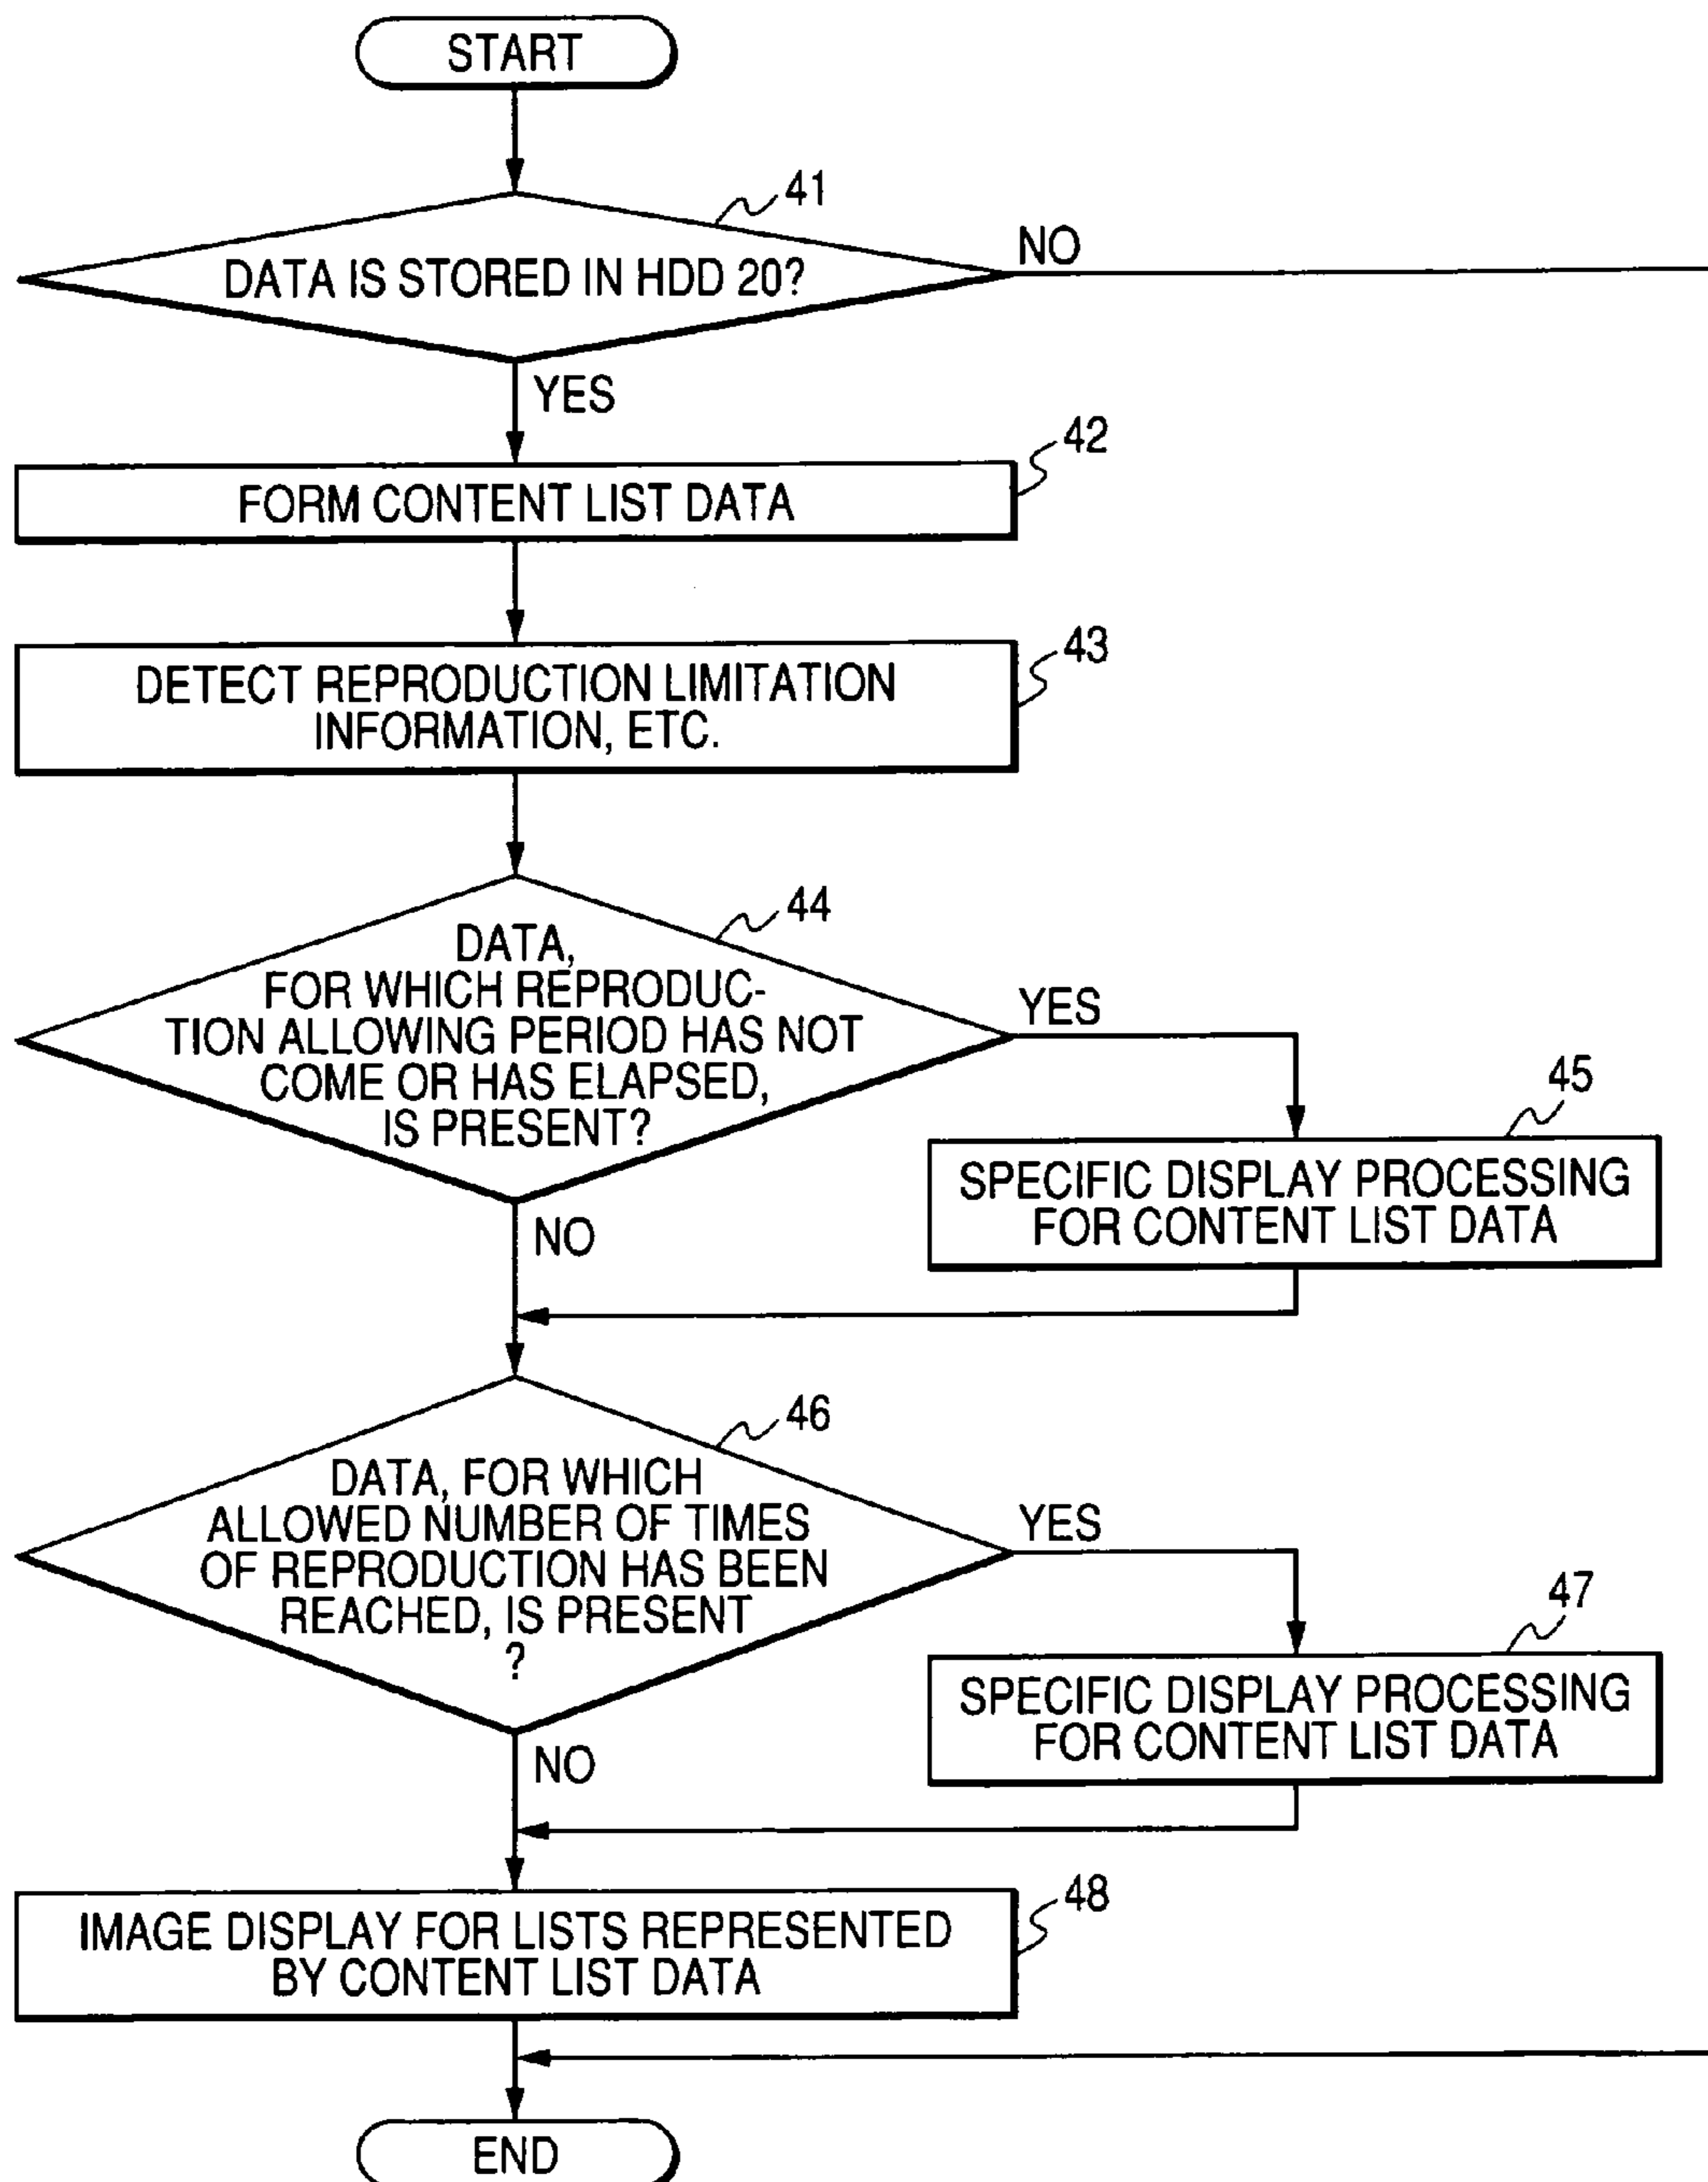 START
41
DATA IS STORED IN HDD 20?
NO
YES
42
FORM CONTENT LIST DATA
43
DETECT REPRODUCTION LIMITATION
INFORMATION, ETC.
44
DATA,
FOR WHICH REPRODUC-
TION ALLOWING PERIOD HAS NOT
COME OR HAS ELAPSED,
IS PRESENT?
YES
NO
45
SPECIFIC DISPLAY PROCESSING
FOR CONTENT LIST DATA
46
DATA, FOR WHICH
ALLOWED NUMBER OF TIMES
OF REPRODUCTION HAS BEEN
REACHED, IS PRESENT
?
YES
NO
47
SPECIFIC DISPLAY PROCESSING
FOR CONTENT LIST DATA
48
IMAGE DISPLAY FOR LISTS REPRESENTED
BY CONTENT LIST DATA
END